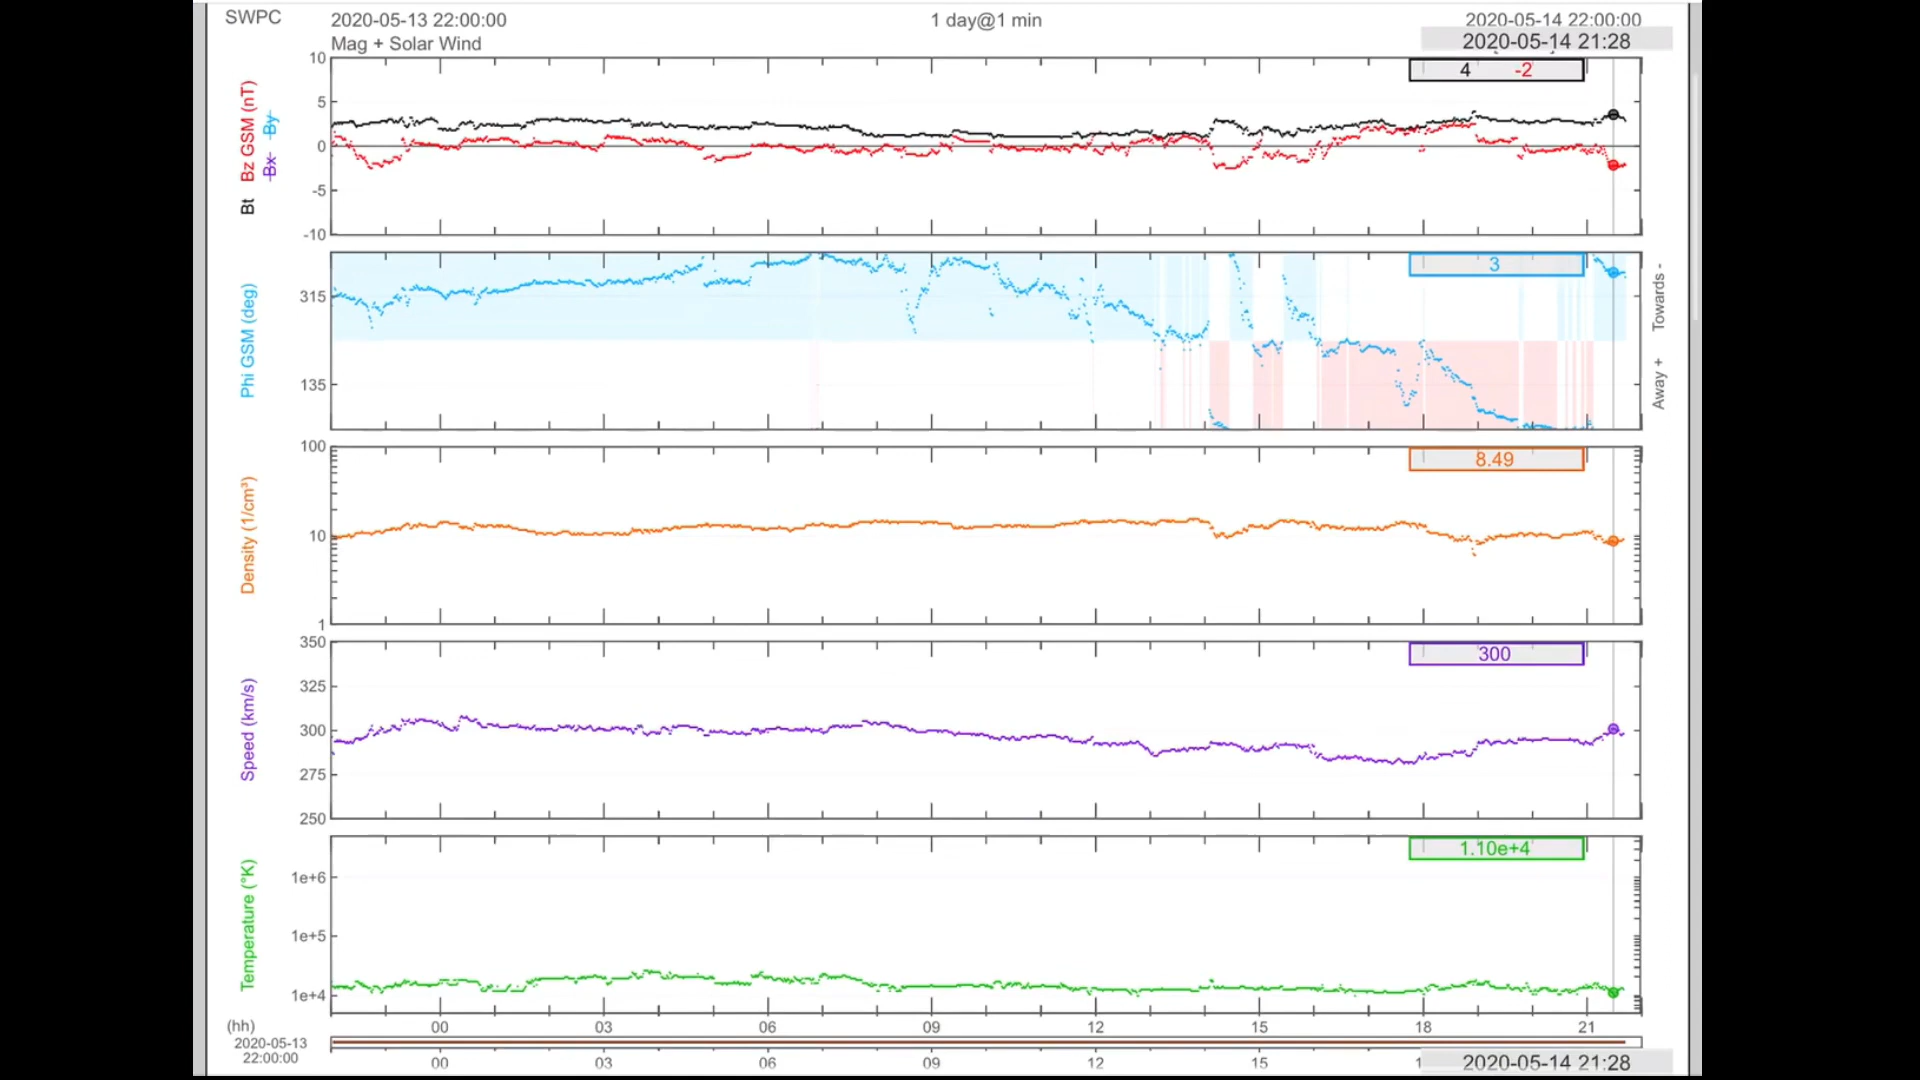 SWPC
2020-05-13 22:00:00
1 day@1 min
2020-05-14 22:00:00
2020-05-14 21:28
Mag + Solar Wind
10
5
0
-5
-10
Bt Bz GSM (nT)
Bx By
4 -2
Phi GSM (deg)
315
135
3
Towards -
Away +
Density (1/cm³)
100
10
1
8.49
Speed (km/s)
350
325
300
275
250
300
Temperature (°K)
1e+6
1e+5
1e+4
1.10e+4
(hh)
00 03 06 09 12 15 18 21
2020-05-13
22:00:00
00 03 06 09 12 15
2020-05-14 21:28